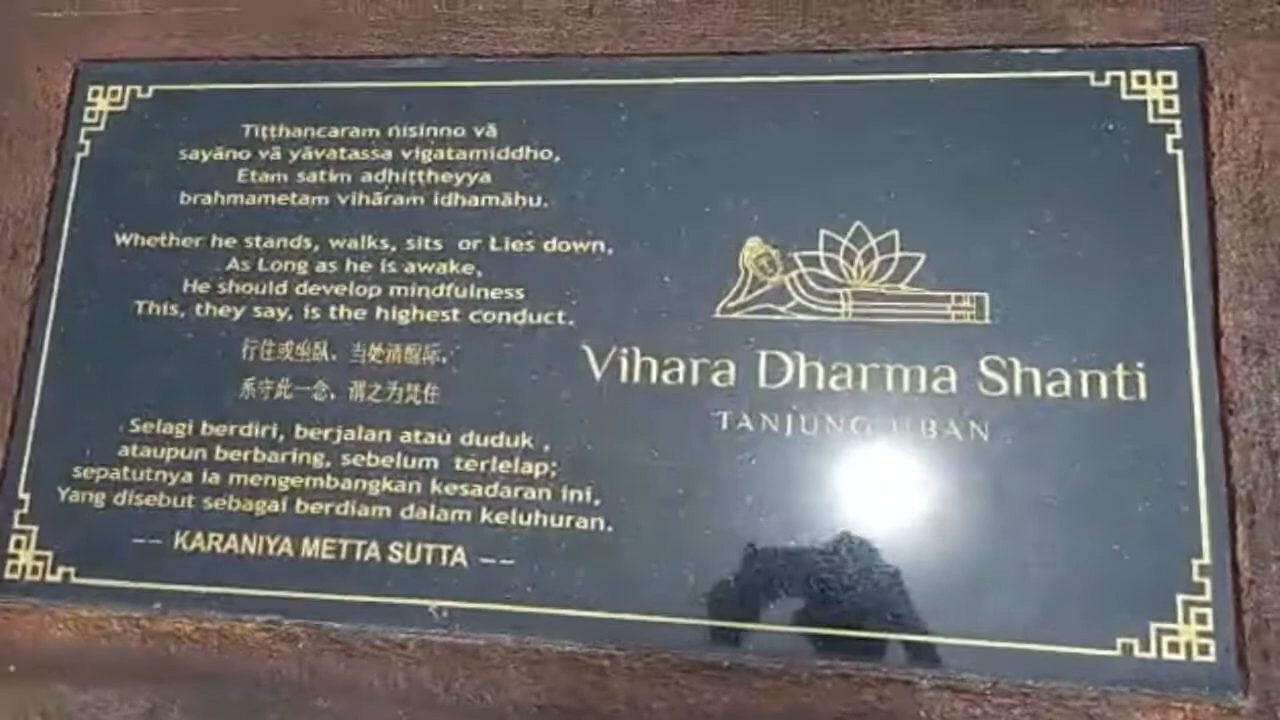 Tiṭṭhancaram nisinno vā
sayāno vā yāvatassa vigatamiddho,
Etam satim adhittheyya
brahmametam vihāram idhamāhu.
Whether he stands, walks, sits or Lies down,
As Long as he is awake,
He should develop mindfulness
This, they say, is the highest conduct.
行住或坐卧，当处清醒际，
系守此一念，谓之为梵住
Selagi berdiri, berjalan atau duduk ,
ataupun berbaring, sebelum terlelap;
sepatutnya ia mengembangkan kesadaran ini,
Yang disebut sebagai berdiam dalam keluhuran.
-- KARANIYA METTA SUTTA --
Vihara Dharma Shanti
TANJUNG UBAN